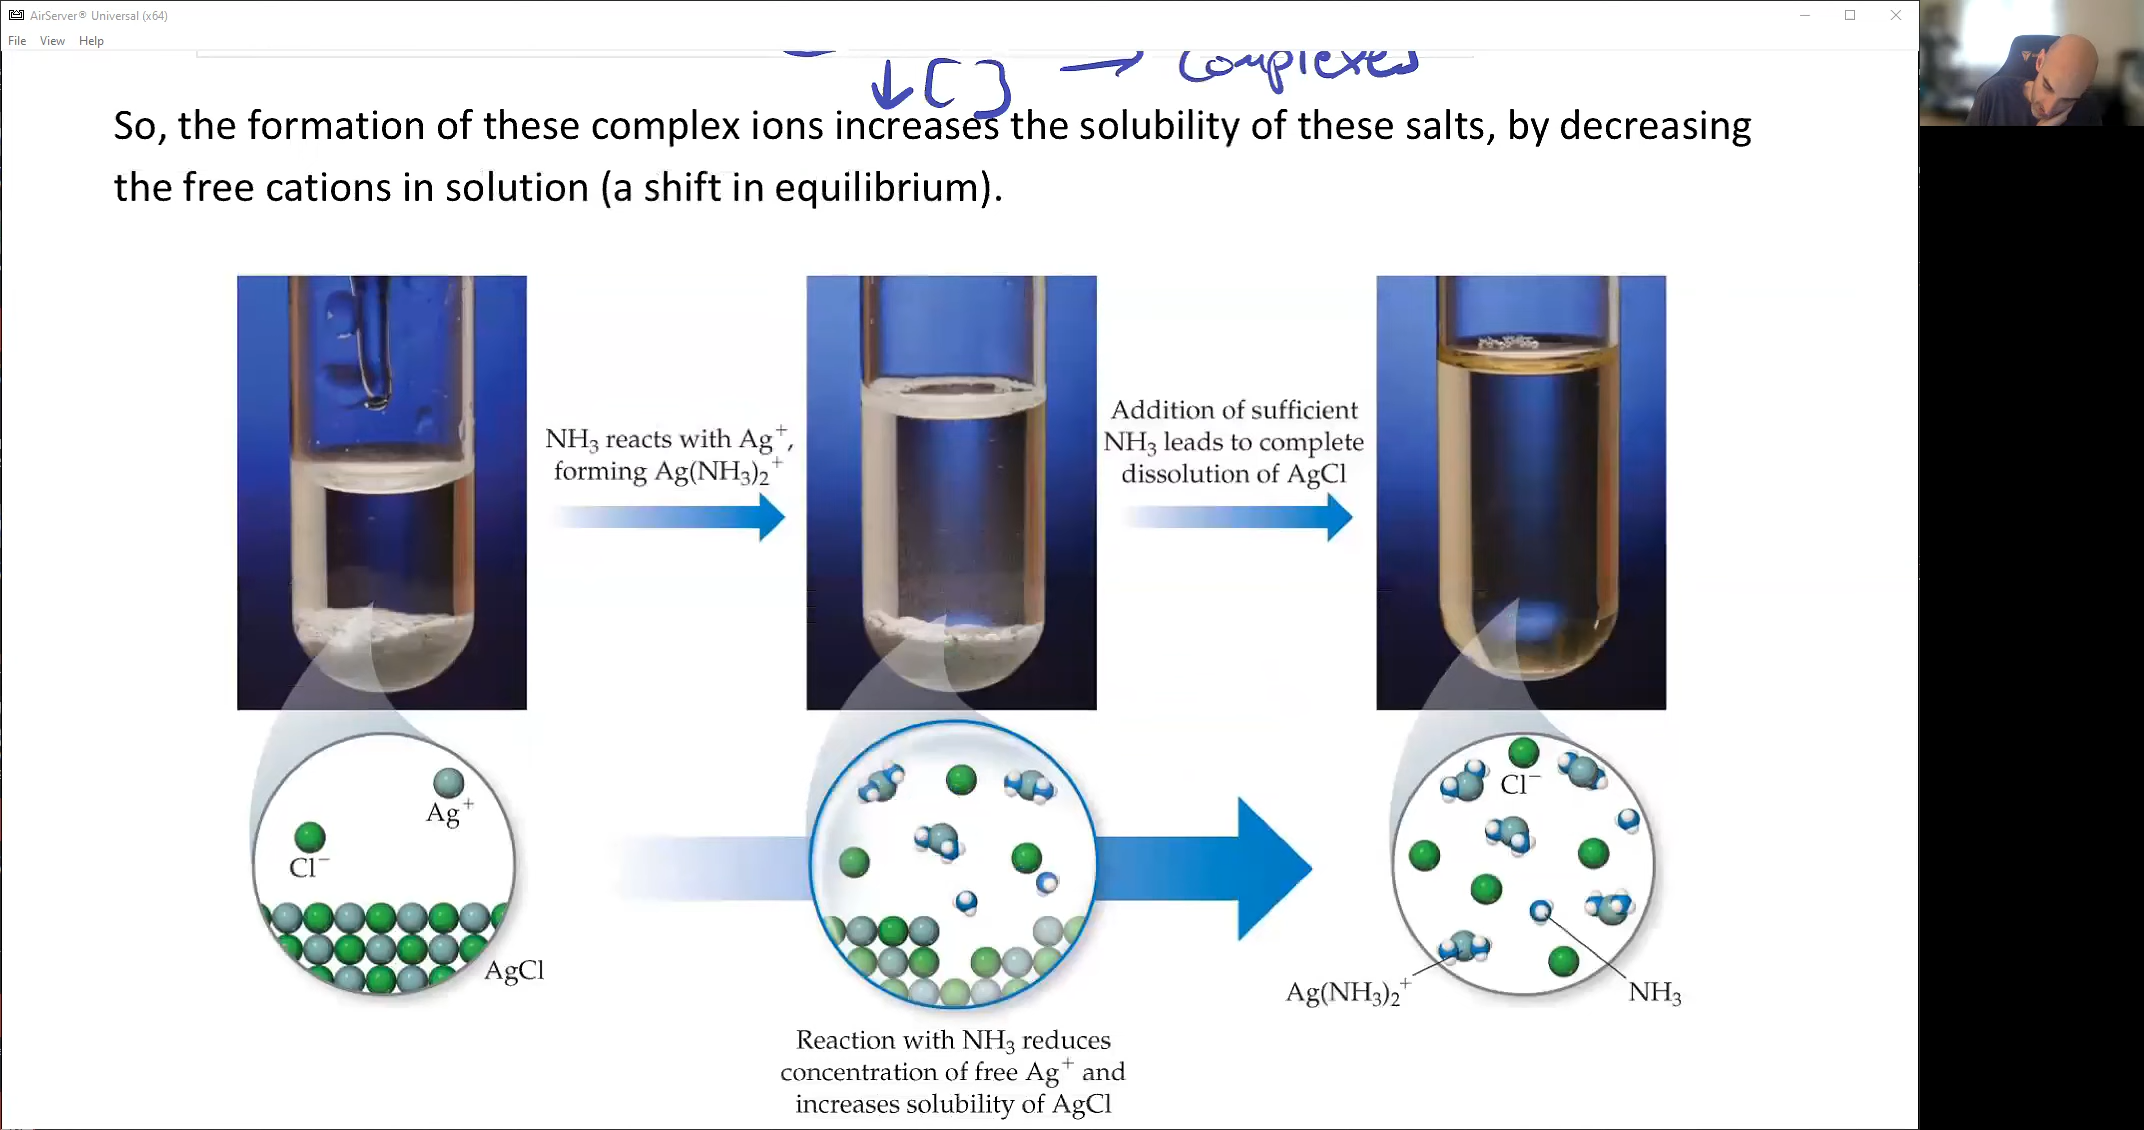 AirServer® Universal (x64)
File View Help
↓ [ ] → Complexes
So, the formation of these complex ions increases the solubility of these salts, by decreasing
the free cations in solution (a shift in equilibrium).
NH₃ reacts with Ag⁺,
forming Ag(NH₃)₂⁺
Addition of sufficient
NH₃ leads to complete
dissolution of AgCl
Ag⁺
Cl⁻
AgCl
Cl⁻
Ag(NH₃)₂⁺
NH₃
Reaction with NH₃ reduces
concentration of free Ag⁺ and
increases solubility of AgCl